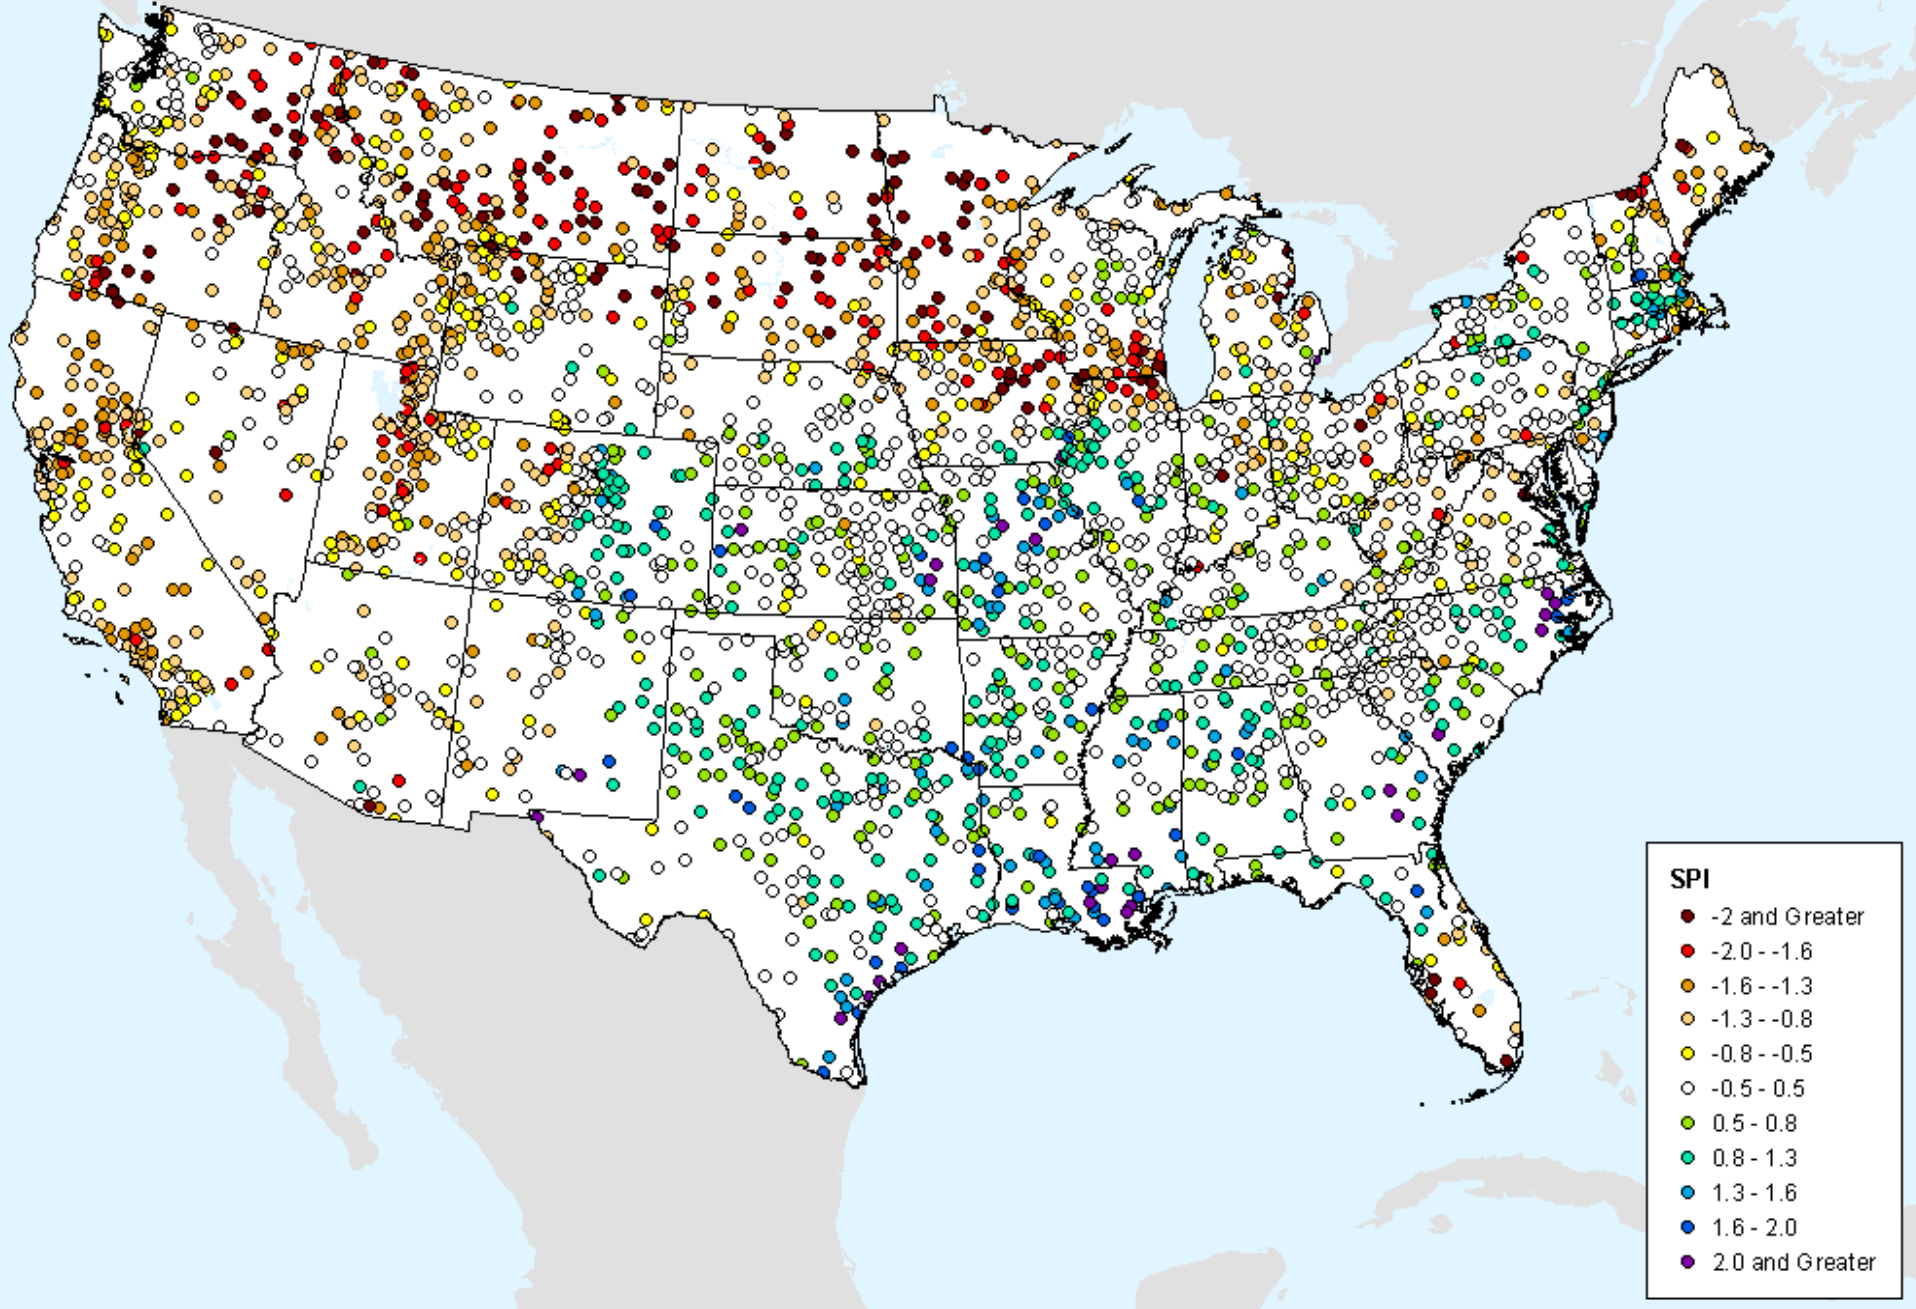 SPI
-2 and Greater
-2.0 - -1.6
-1.6 - -1.3
-1.3 - -0.8
-0.8 - -0.5
-0.5 - 0.5
0.5 - 0.8
0.8 - 1.3
1.3 - 1.6
1.6 - 2.0
2.0 and Greater